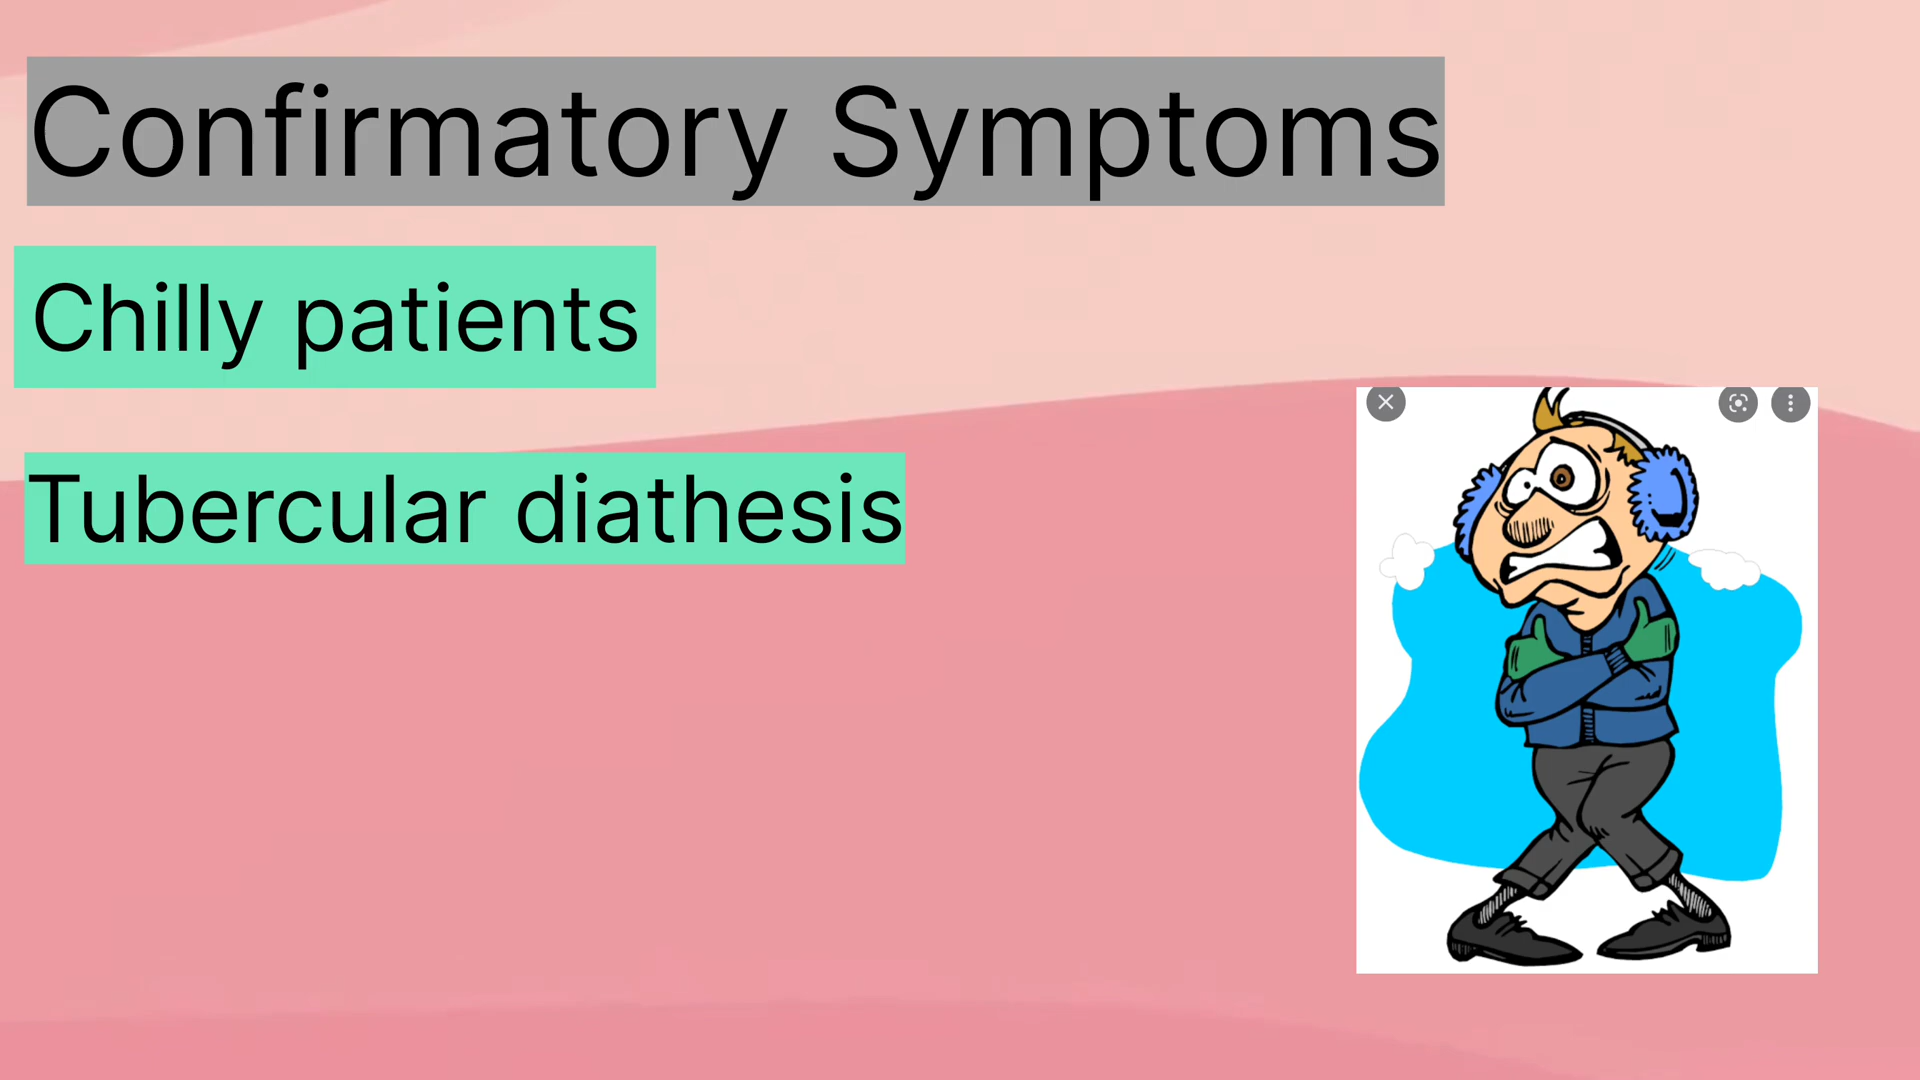 Confirmatory Symptoms
Chilly patients
Tubercular diathesis